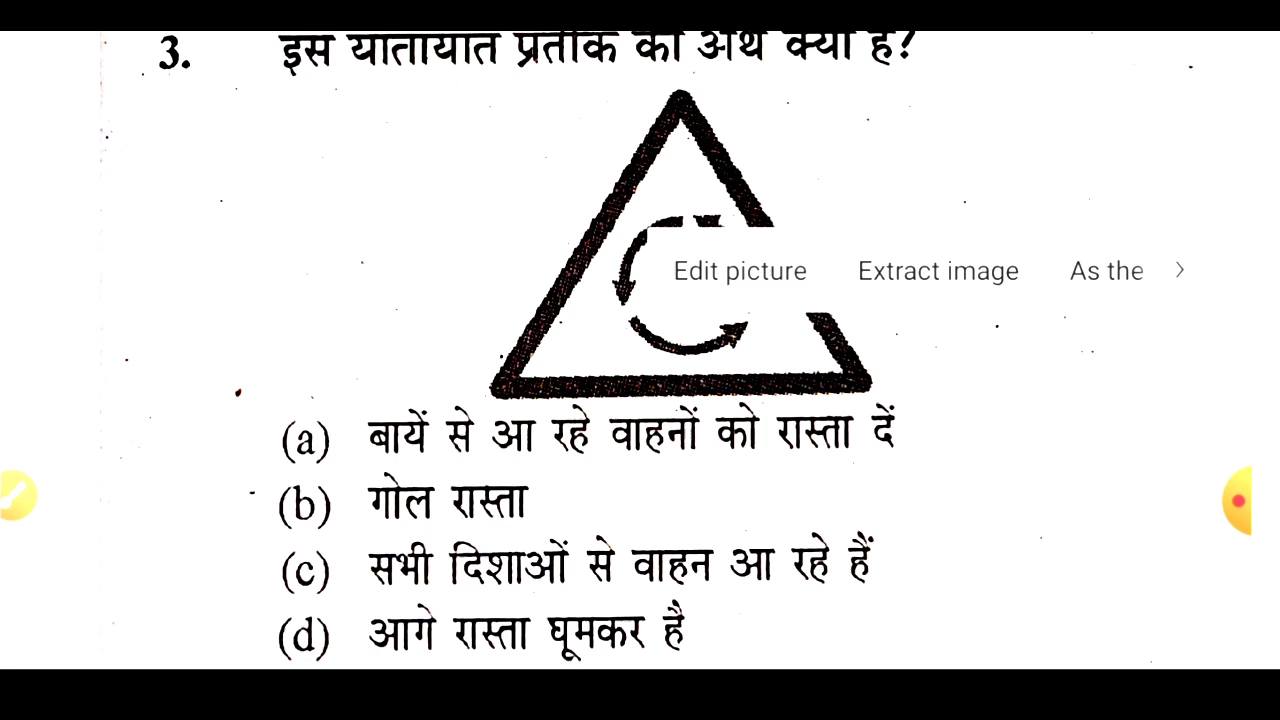 3. इस यातायात प्रतीक का अर्थ क्या है?
Edit picture Extract image As the
(a) बायें से आ रहे वाहनों को रास्ता दें
(b) गोल रास्ता
(c) सभी दिशाओं से वाहन आ रहे हैं
(d) आगे रास्ता घूमकर है